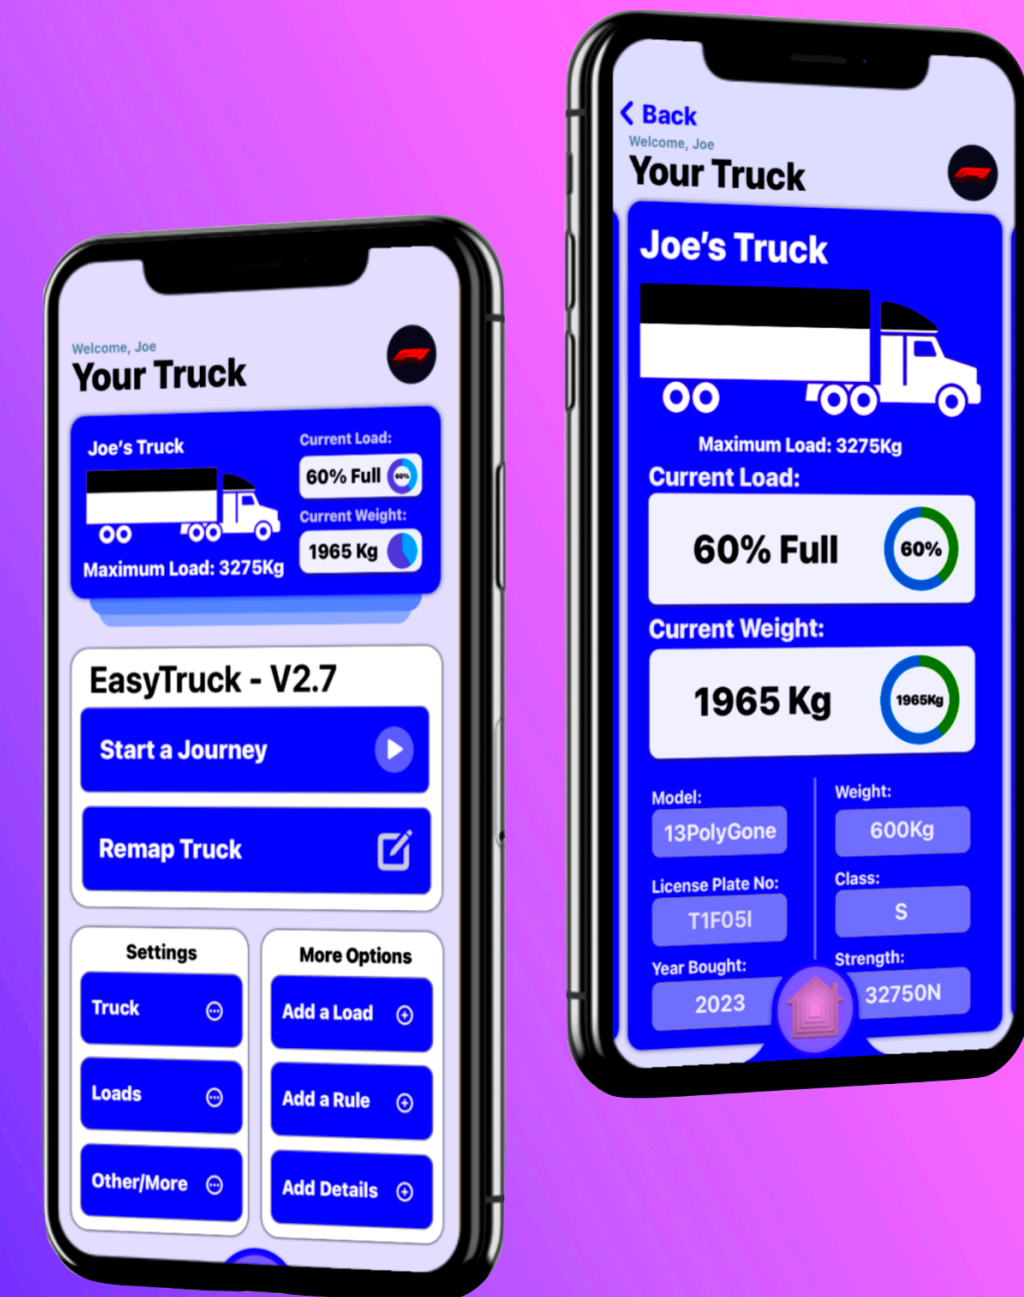 Welcome, Joe
Your Truck
Joe's Truck
Current Load:
60% Full
60%
Current Weight:
1965 Kg
Maximum Load: 3275Kg
EasyTruck - V2.7
Start a Journey
Remap Truck
Settings
Truck
Loads
Other/More
More Options
Add a Load
Add a Rule
Add Details
Back
Welcome, Joe
Your Truck
Joe's Truck
Maximum Load: 3275Kg
Current Load:
60% Full
60%
Current Weight:
1965 Kg
1965Kg
Model:
13PolyGone
Weight:
600Kg
License Plate No:
T1F05I
Class:
S
Year Bought:
2023
Strength:
32750N